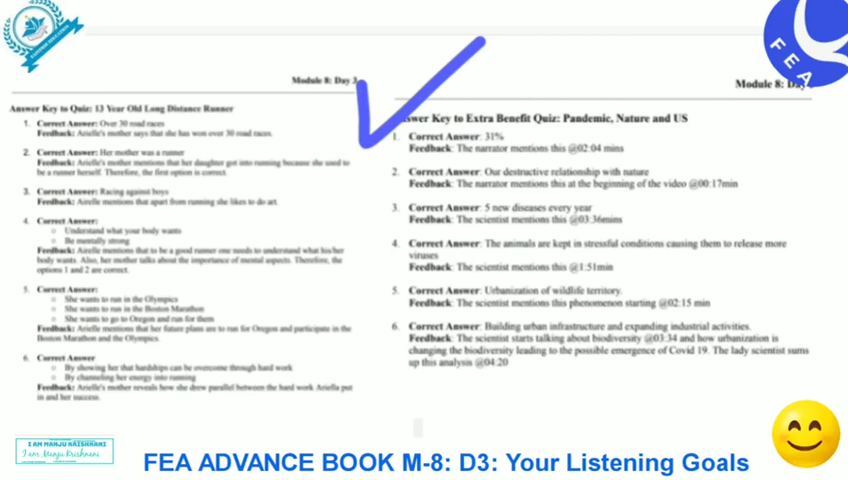 Module 8: Day 3
Answer Key to Quiz: 13 Year Old Long Distance Runner
1. Correct Answer: Over 30 road races
Feedback: Arielle's mother says that she has won over 30 road races.
2. Correct Answer: Her mother was a runner
Feedback: Arielle's mother mentions that her daughter got into running because she used to
be a runner herself. Therefore, the first option is correct.
3. Correct Answer: Racing against boys
Feedback: Arielle mentions that apart from running she likes to do art.
4. Correct Answer:
○ Understand what your body wants
○ Be mentally strong
Feedback: Arielle mentions that to be a good runner one needs to understand what his/her
body wants. Also, her mother talks about the importance of mental aspects. Therefore, the
options 1 and 2 are correct.
5. Correct Answer:
○ She wants to run in the Olympics
○ She wants to run in the Boston Marathon
○ She wants to go to Oregon and run for them
Feedback: Arielle mentions that her future plans are to run for Oregon and participate in the
Boston Marathon and the Olympics.
6. Correct Answer
○ By showing her that hardships can be overcome through hard work
○ By channeling her energy into running
Feedback: Arielle's mother reveals how she drew parallel between the hard work Ariella put
in and her success.
Module 8: Day
swer Key to Extra Benefit Quiz: Pandemic, Nature and US
1. Correct Answer: 31%
Feedback: The narrator mentions this @02:04 mins
2. Correct Answer: Our destructive relationship with nature
Feedback: The narrator mentions this at the beginning of the video @00:17min
3. Correct Answer: 5 new diseases every year
Feedback: The scientist mentions this @03:36mins
4. Correct Answer: The animals are kept in stressful conditions causing them to release more
viruses
Feedback: The scientist mentions this @1:51min
5. Correct Answer: Urbanization of wildlife territory.
Feedback: The scientist mentions this phenomenon starting @02:15 min
6. Correct Answer: Building urban infrastructure and expanding industrial activities.
Feedback: The scientist starts talking about biodiversity @03:34 and how urbanization is
changing the biodiversity leading to the possible emergence of Covid 19. The lady scientist sums
up this analysis @04:20
FEA
I AM MANJU KRISHNANI
I am Manju Krishnani
FEA ADVANCE BOOK M-8: D3: Your Listening Goals